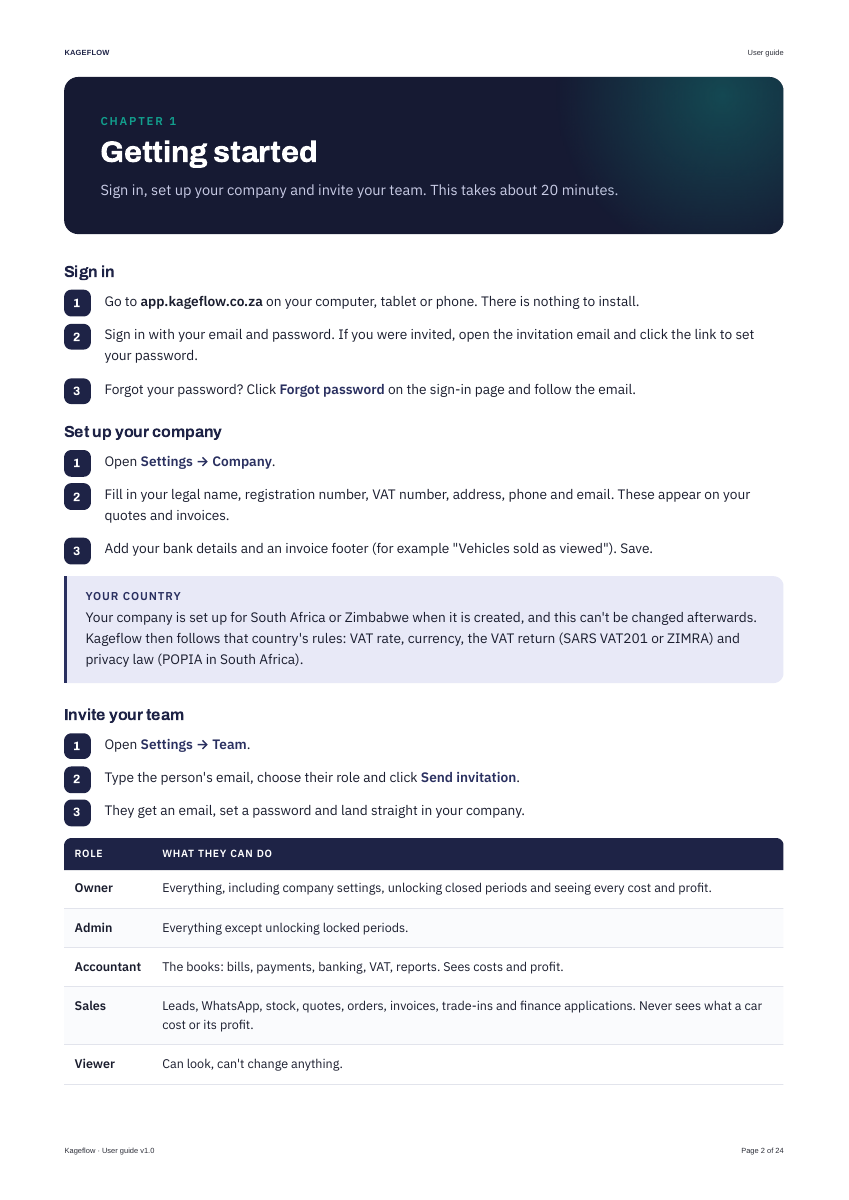 KAGEFLOW
User guide
CHAPTER 1
Getting started
Sign in, set up your company and invite your team. This takes about 20 minutes.
Sign in
1 Go to app.kageflow.co.za on your computer, tablet or phone. There is nothing to install.
2 Sign in with your email and password. If you were invited, open the invitation email and click the link to set
your password.
3 Forgot your password? Click Forgot password on the sign-in page and follow the email.
Set up your company
1 Open Settings → Company.
2 Fill in your legal name, registration number, VAT number, address, phone and email. These appear on your
quotes and invoices.
3 Add your bank details and an invoice footer (for example "Vehicles sold as viewed"). Save.
YOUR COUNTRY
Your company is set up for South Africa or Zimbabwe when it is created, and this can't be changed afterwards.
Kageflow then follows that country's rules: VAT rate, currency, the VAT return (SARS VAT201 or ZIMRA) and
privacy law (POPIA in South Africa).
Invite your team
1 Open Settings → Team.
2 Type the person's email, choose their role and click Send invitation.
3 They get an email, set a password and land straight in your company.
ROLE WHAT THEY CAN DO
Owner Everything, including company settings, unlocking closed periods and seeing every cost and profit.
Admin Everything except unlocking locked periods.
Accountant The books: bills, payments, banking, VAT, reports. Sees costs and profit.
Sales Leads, WhatsApp, stock, quotes, orders, invoices, trade-ins and finance applications. Never sees what a car
cost or its profit.
Viewer Can look, can't change anything.
Kageflow · User guide v1.0
Page 2 of 24